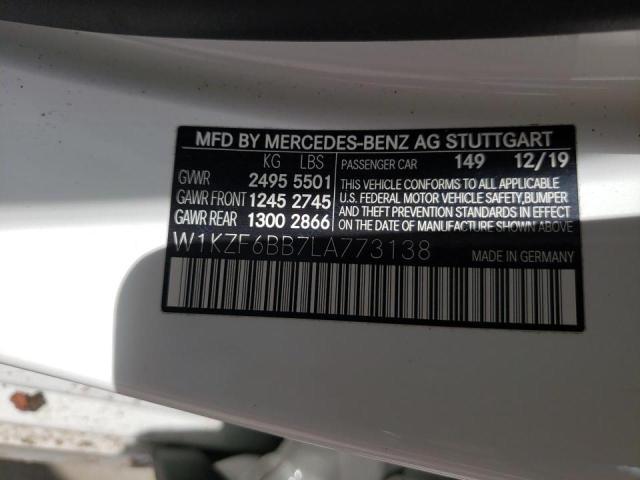 MFD BY MERCEDES-BENZ AG STUTTGART
KG LBS
GVWR 2495 5501
GAWR FRONT 1245 2745
GAWR REAR 1300 2866
PASSENGER CAR 149 12/19
THIS VEHICLE CONFORMS TO ALL APPLICABLE
U.S. FEDERAL MOTOR VEHICLE SAFETY,BUMPER
AND THEFT PREVENTION STANDARDS IN EFFECT
ON THE DATE OF MANUFACTURE SHOWN ABOVE
W1KZF6BB7LA773138
MADE IN GERMANY